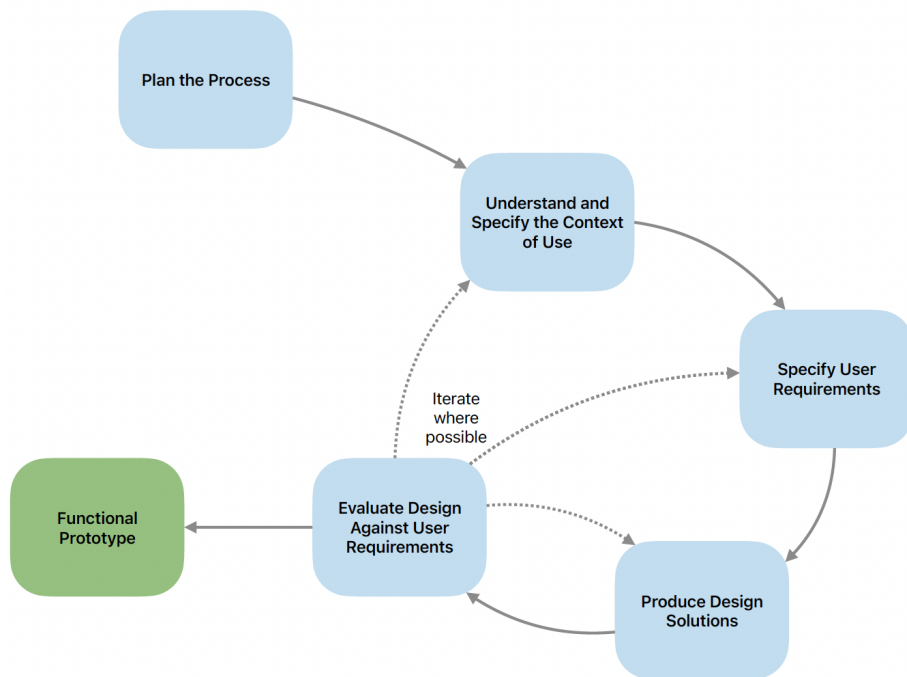 Plan the Process
Understand and
Specify the Context
of Use
Specify User
Requirements
Iterate
where
possible
Functional
Prototype
Evaluate Design
Against User
Requirements
Produce Design
Solutions